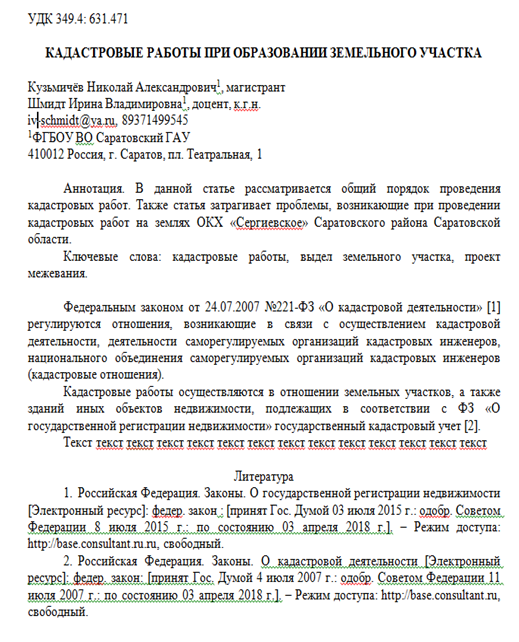 УДК 349.4: 631.471
КАДАСТРОВЫЕ РАБОТЫ ПРИ ОБРАЗОВАНИИ ЗЕМЕЛЬНОГО УЧАСТКА
Кузьмичёв Николай Александрович1, магистрант
Шмидт Ирина Владимировна1, доцент, к.г.н.
iv-schmidt@ya.ru, 89371499545
1ФГБОУ ВО Саратовский ГАУ
410012 Россия, г. Саратов, пл. Театральная, 1
Аннотация. В данной статье рассматривается общий порядок проведения
кадастровых работ. Также статья затрагивает проблемы, возникающие при проведении
кадастровых работ на землях ОКХ «Сергиевское» Саратовского района Саратовской
области.
Ключевые слова: кадастровые работы, выдел земельного участка, проект
межевания.
Федеральным законом от 24.07.2007 №221-ФЗ «О кадастровой деятельности» [1]
регулируются отношения, возникающие в связи с осуществлением кадастровой
деятельности, деятельности саморегулируемых организаций кадастровых инженеров,
национального объединения саморегулируемых организаций кадастровых инженеров
(кадастровые отношения).
Кадастровые работы осуществляются в отношении земельных участков, а также
зданий иных объектов недвижимости, подлежащих в соответствии с ФЗ «О
государственной регистрации недвижимости» государственный кадастровый учет [2].
Текст текст текст текст текст текст текст текст текст текст текст текст текст текст
Литература
1. Российская Федерация. Законы. О государственной регистрации недвижимости
[Электронный ресурс]: федер. закон : [принят Гос. Думой 03 июля 2015 г.: одобр. Советом
Федерации 8 июля 2015 г.: по состоянию 03 апреля 2018 г.]. – Режим доступа:
http://base.consultant.ru.ru, свободный.
2. Российская Федерация. Законы. О кадастровой деятельности [Электронный
ресурс]: федер. закон: [принят Гос. Думой 4 июля 2007 г.: одобр. Советом Федерации 11
июля 2007 г.: по состоянию 03 апреля 2018 г.]. – Режим доступа: http://base.consultant.ru,
свободный.